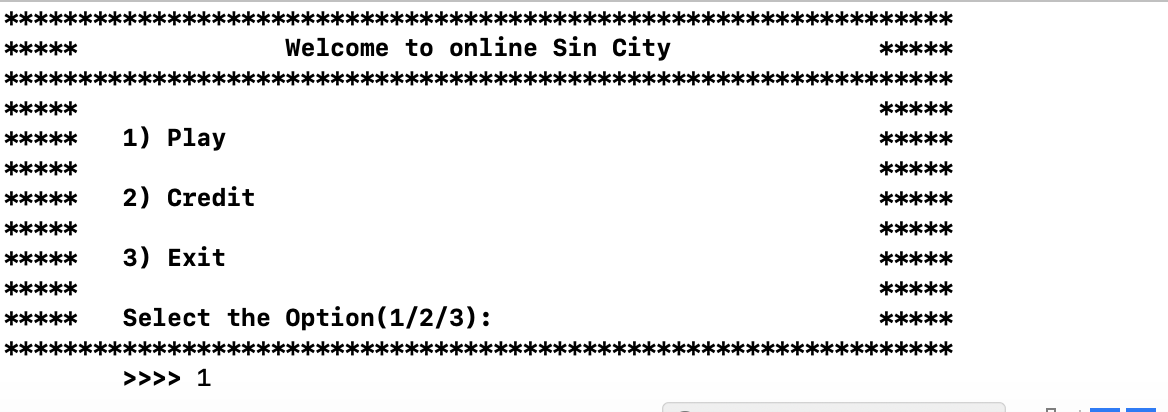 ****************************************************************
*****              Welcome to online Sin City              *****
****************************************************************
*****                                                      *****
*****   1) Play                                            *****
*****                                                      *****
*****   2) Credit                                          *****
*****                                                      *****
*****   3) Exit                                            *****
*****                                                      *****
*****   Select the Option(1/2/3):                          *****
****************************************************************
        >>>> 1